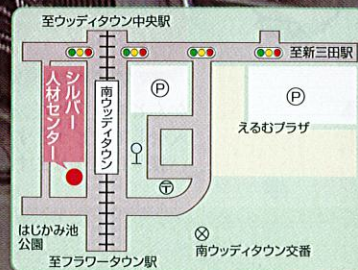 至ウッディタウン中央駅
至新三田駅
シルバー
人材センター
南ウッディタウン
P
P
えるむプラザ
〒
はじかみ池
公園
南ウッディタウン交番
至フラワータウン駅